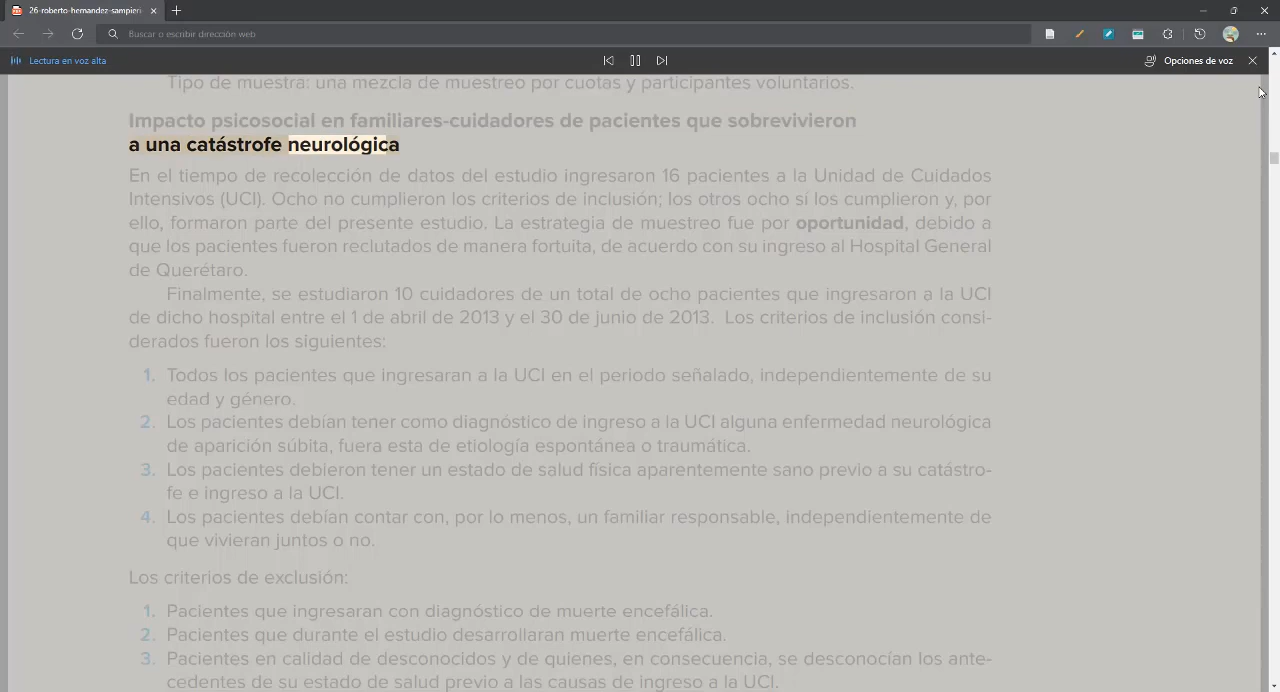 26-roberto-hernandez-sampieri
Buscar o escribir dirección web
Lectura en voz alta
Opciones de voz
Tipo de muestra: una mezcla de muestreo por cuotas y participantes voluntarios.
Impacto psicosocial en familiares-cuidadores de pacientes que sobrevivieron
a una catástrofe neurológica
En el tiempo de recolección de datos del estudio ingresaron 16 pacientes a la Unidad de Cuidados
Intensivos (UCI). Ocho no cumplieron los criterios de inclusión; los otros ocho sí los cumplieron y, por
ello, formaron parte del presente estudio. La estrategia de muestreo fue por oportunidad, debido a
que los pacientes fueron reclutados de manera fortuita, de acuerdo con su ingreso al Hospital General
de Querétaro.
Finalmente, se estudiaron 10 cuidadores de un total de ocho pacientes que ingresaron a la UCI
de dicho hospital entre el 1 de abril de 2013 y el 30 de junio de 2013. Los criterios de inclusión consi-
derados fueron los siguientes:
1. Todos los pacientes que ingresaran a la UCI en el periodo señalado, independientemente de su
edad y género.
2. Los pacientes debían tener como diagnóstico de ingreso a la UCI alguna enfermedad neurológica
de aparición súbita, fuera esta de etiología espontánea o traumática.
3. Los pacientes debieron tener un estado de salud física aparentemente sano previo a su catástro-
fe e ingreso a la UCI.
4. Los pacientes debían contar con, por lo menos, un familiar responsable, independientemente de
que vivieran juntos o no.
Los criterios de exclusión:
1. Pacientes que ingresaran con diagnóstico de muerte encefálica.
2. Pacientes que durante el estudio desarrollaran muerte encefálica.
3. Pacientes en calidad de desconocidos y de quienes, en consecuencia, se desconocían los ante-
cedentes de su estado de salud previo a las causas de ingreso a la UCI.